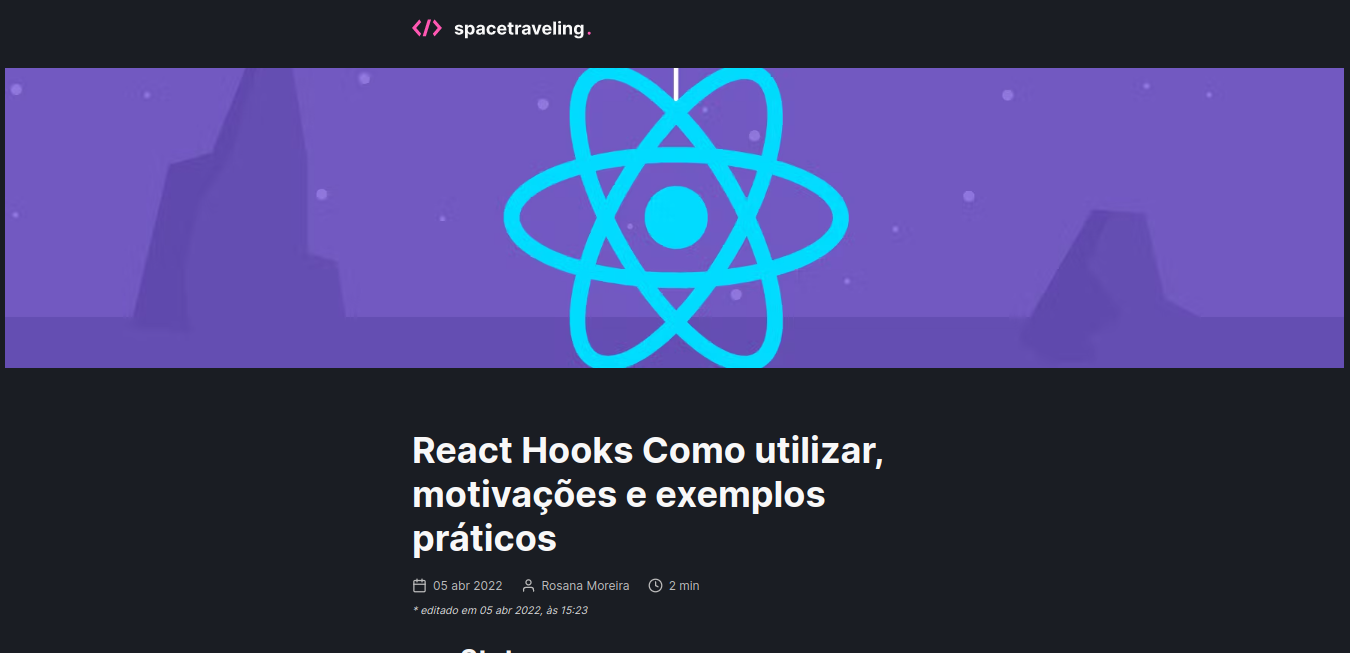 </> spacetraveling.
React Hooks Como utilizar,
motivações e exemplos
práticos
05 abr 2022 Rosana Moreira 2 min
* editado em 05 abr 2022, às 15:23